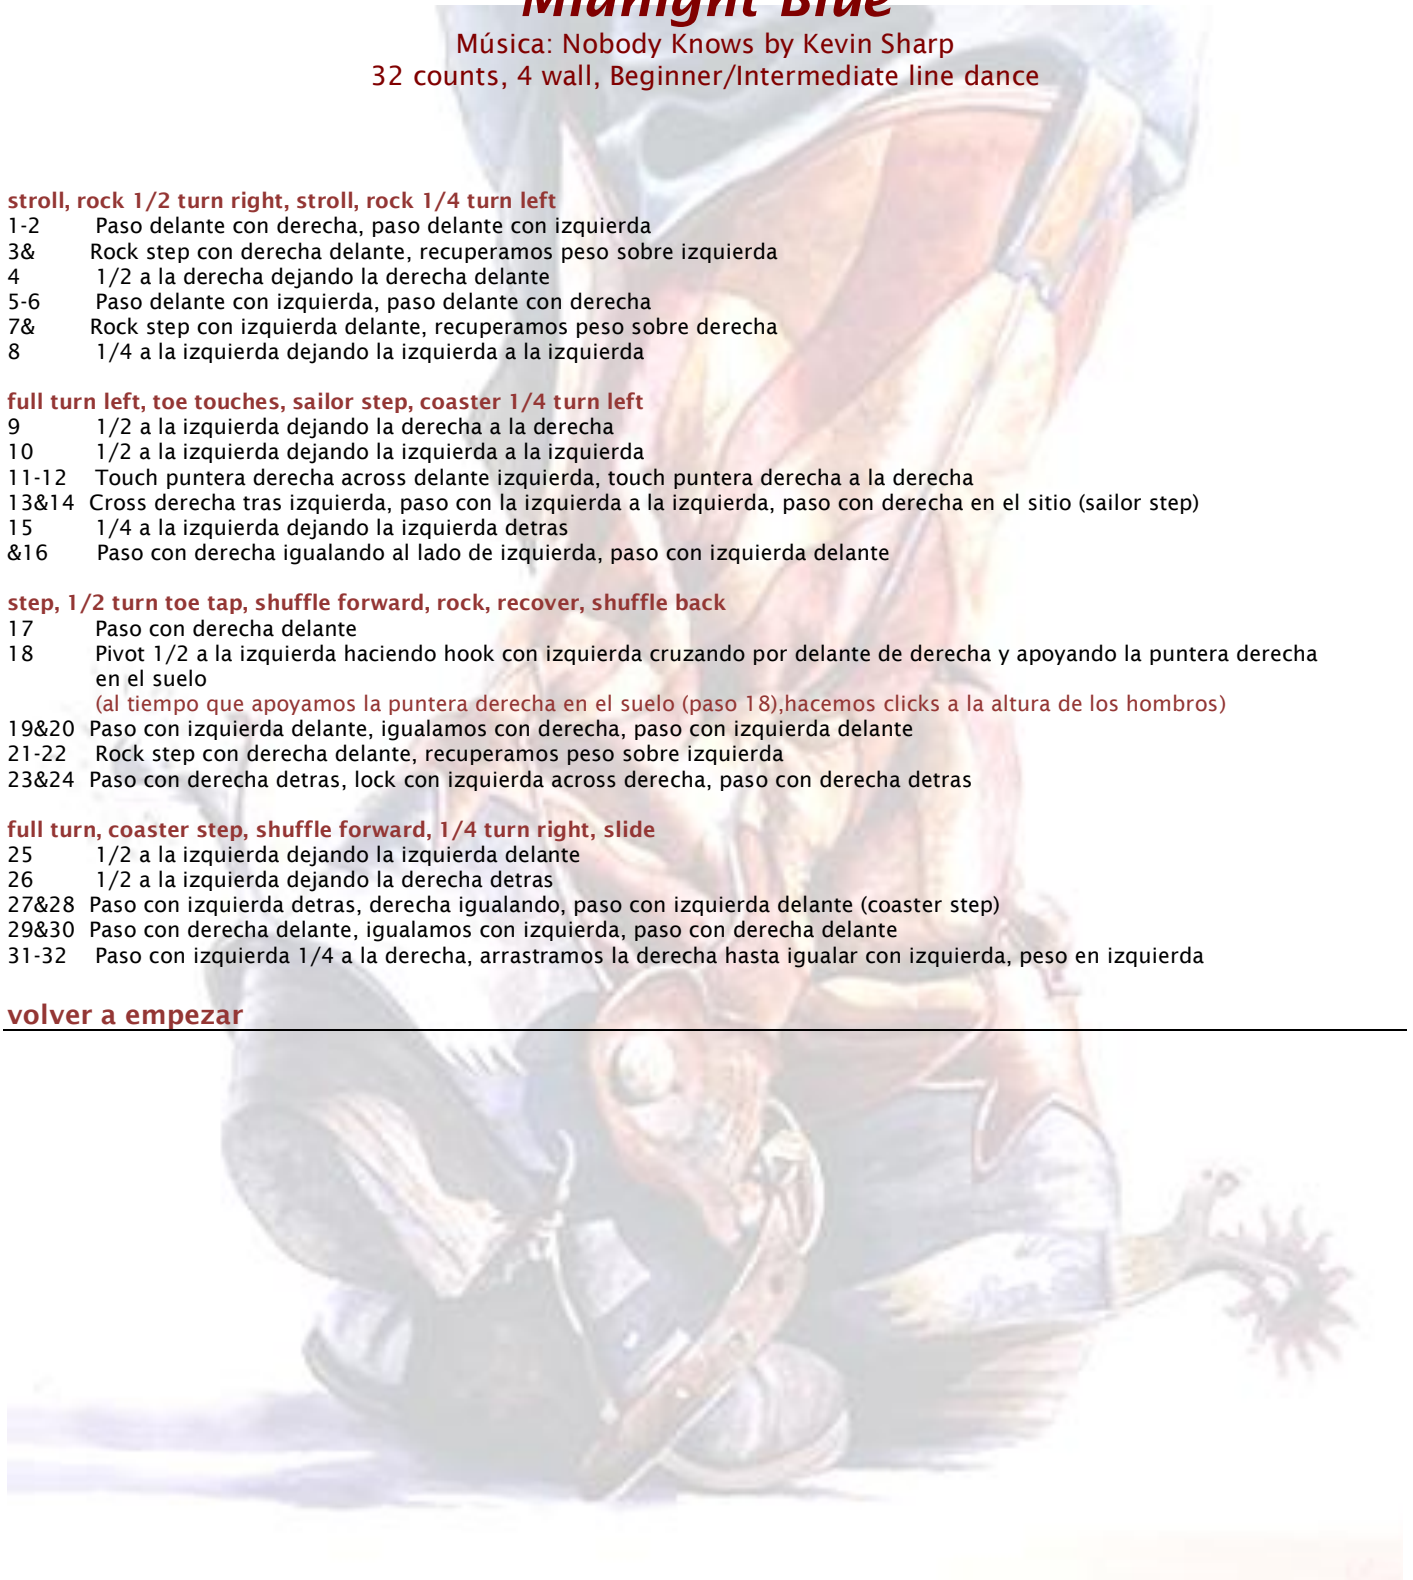 Midnight Blue
Música: Nobody Knows by Kevin Sharp
32 counts, 4 wall, Beginner/Intermediate line dance
stroll, rock 1/2 turn right, stroll, rock 1/4 turn left
1-2 Paso delante con derecha, paso delante con izquierda
3& Rock step con derecha delante, recuperamos peso sobre izquierda
4 1/2 a la derecha dejando la derecha delante
5-6 Paso delante con izquierda, paso delante con derecha
7& Rock step con izquierda delante, recuperamos peso sobre derecha
8 1/4 a la izquierda dejando la izquierda a la izquierda
full turn left, toe touches, sailor step, coaster 1/4 turn left
9 1/2 a la izquierda dejando la derecha a la derecha
10 1/2 a la izquierda dejando la izquierda a la izquierda
11-12 Touch puntera derecha across delante izquierda, touch puntera derecha a la derecha
13&14 Cross derecha tras izquierda, paso con la izquierda a la izquierda, paso con derecha en el sitio (sailor step)
15 1/4 a la izquierda dejando la izquierda detras
&16 Paso con derecha igualando al lado de izquierda, paso con izquierda delante
step, 1/2 turn toe tap, shuffle forward, rock, recover, shuffle back
17 Paso con derecha delante
18 Pivot 1/2 a la izquierda haciendo hook con izquierda cruzando por delante de derecha y apoyando la puntera derecha
en el suelo
(al tiempo que apoyamos la puntera derecha en el suelo (paso 18),hacemos clicks a la altura de los hombros)
19&20 Paso con izquierda delante, igualamos con derecha, paso con izquierda delante
21-22 Rock step con derecha delante, recuperamos peso sobre izquierda
23&24 Paso con derecha detras, lock con izquierda across derecha, paso con derecha detras
full turn, coaster step, shuffle forward, 1/4 turn right, slide
25 1/2 a la izquierda dejando la izquierda delante
26 1/2 a la izquierda dejando la derecha detras
27&28 Paso con izquierda detras, derecha igualando, paso con izquierda delante (coaster step)
29&30 Paso con derecha delante, igualamos con izquierda, paso con derecha delante
31-32 Paso con izquierda 1/4 a la derecha, arrastramos la derecha hasta igualar con izquierda, peso en izquierda
volver a empezar